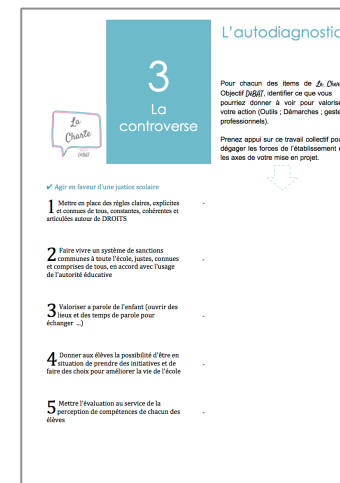 L'autodiagnostic
3
La
controverse
La
Charte
DéBAT
Pour chacun des items de La Charte
Objectif DéBAT, identifier ce que vous
pourriez donner à voir pour valoriser
votre action (Outils ; Démarches ; gestes
professionnels).
Prenez appui sur ce travail collectif pour
dégager les forces de l'établissement et
les axes de votre mise en projet.
✔ Agir en faveur d'une justice scolaire
1 Mettre en place des règles claires, explicites
et connues de tous, constantes, cohérentes et
articulées autour de DROITS
-
2 Faire vivre un système de sanctions
communes à toute l'école, justes, connues
et comprises de tous, en accord avec l'usage
de l'autorité éducative
3 Valoriser a parole de l'enfant (ouvrir des
lieux et des temps de parole pour
échanger ...)
-
4 Donner aux élèves la possibilité d'être en
situation de prendre des initiatives et de
faire des choix pour améliorer la vie de l'école
-
5 Mettre l'évaluation au service de la
perception de compétences de chacun des
élèves
-